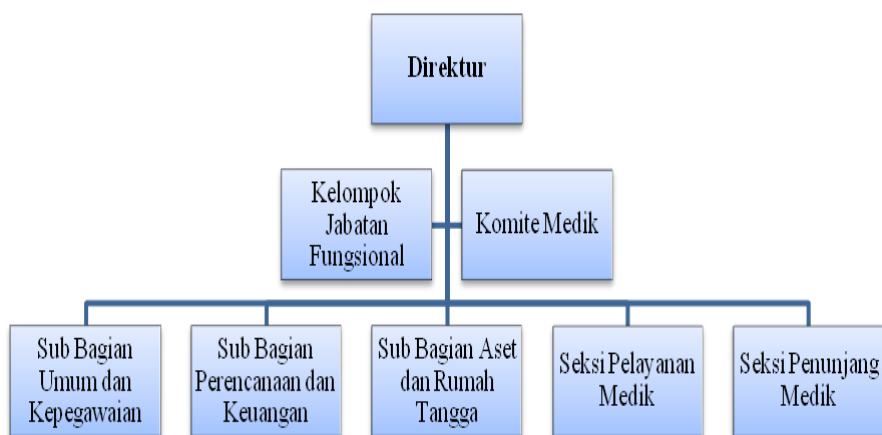 Direktur
Kelompok
Jabatan
Fungsional
Komite Medik
Sub Bagian
Umum dan
Kepegawaian
Sub Bagian
Perencanaan dan
Keuangan
Sub Bagian Aset
dan Rumah
Tangga
Seksi Pelayanan
Medik
Seksi Penunjang
Medik